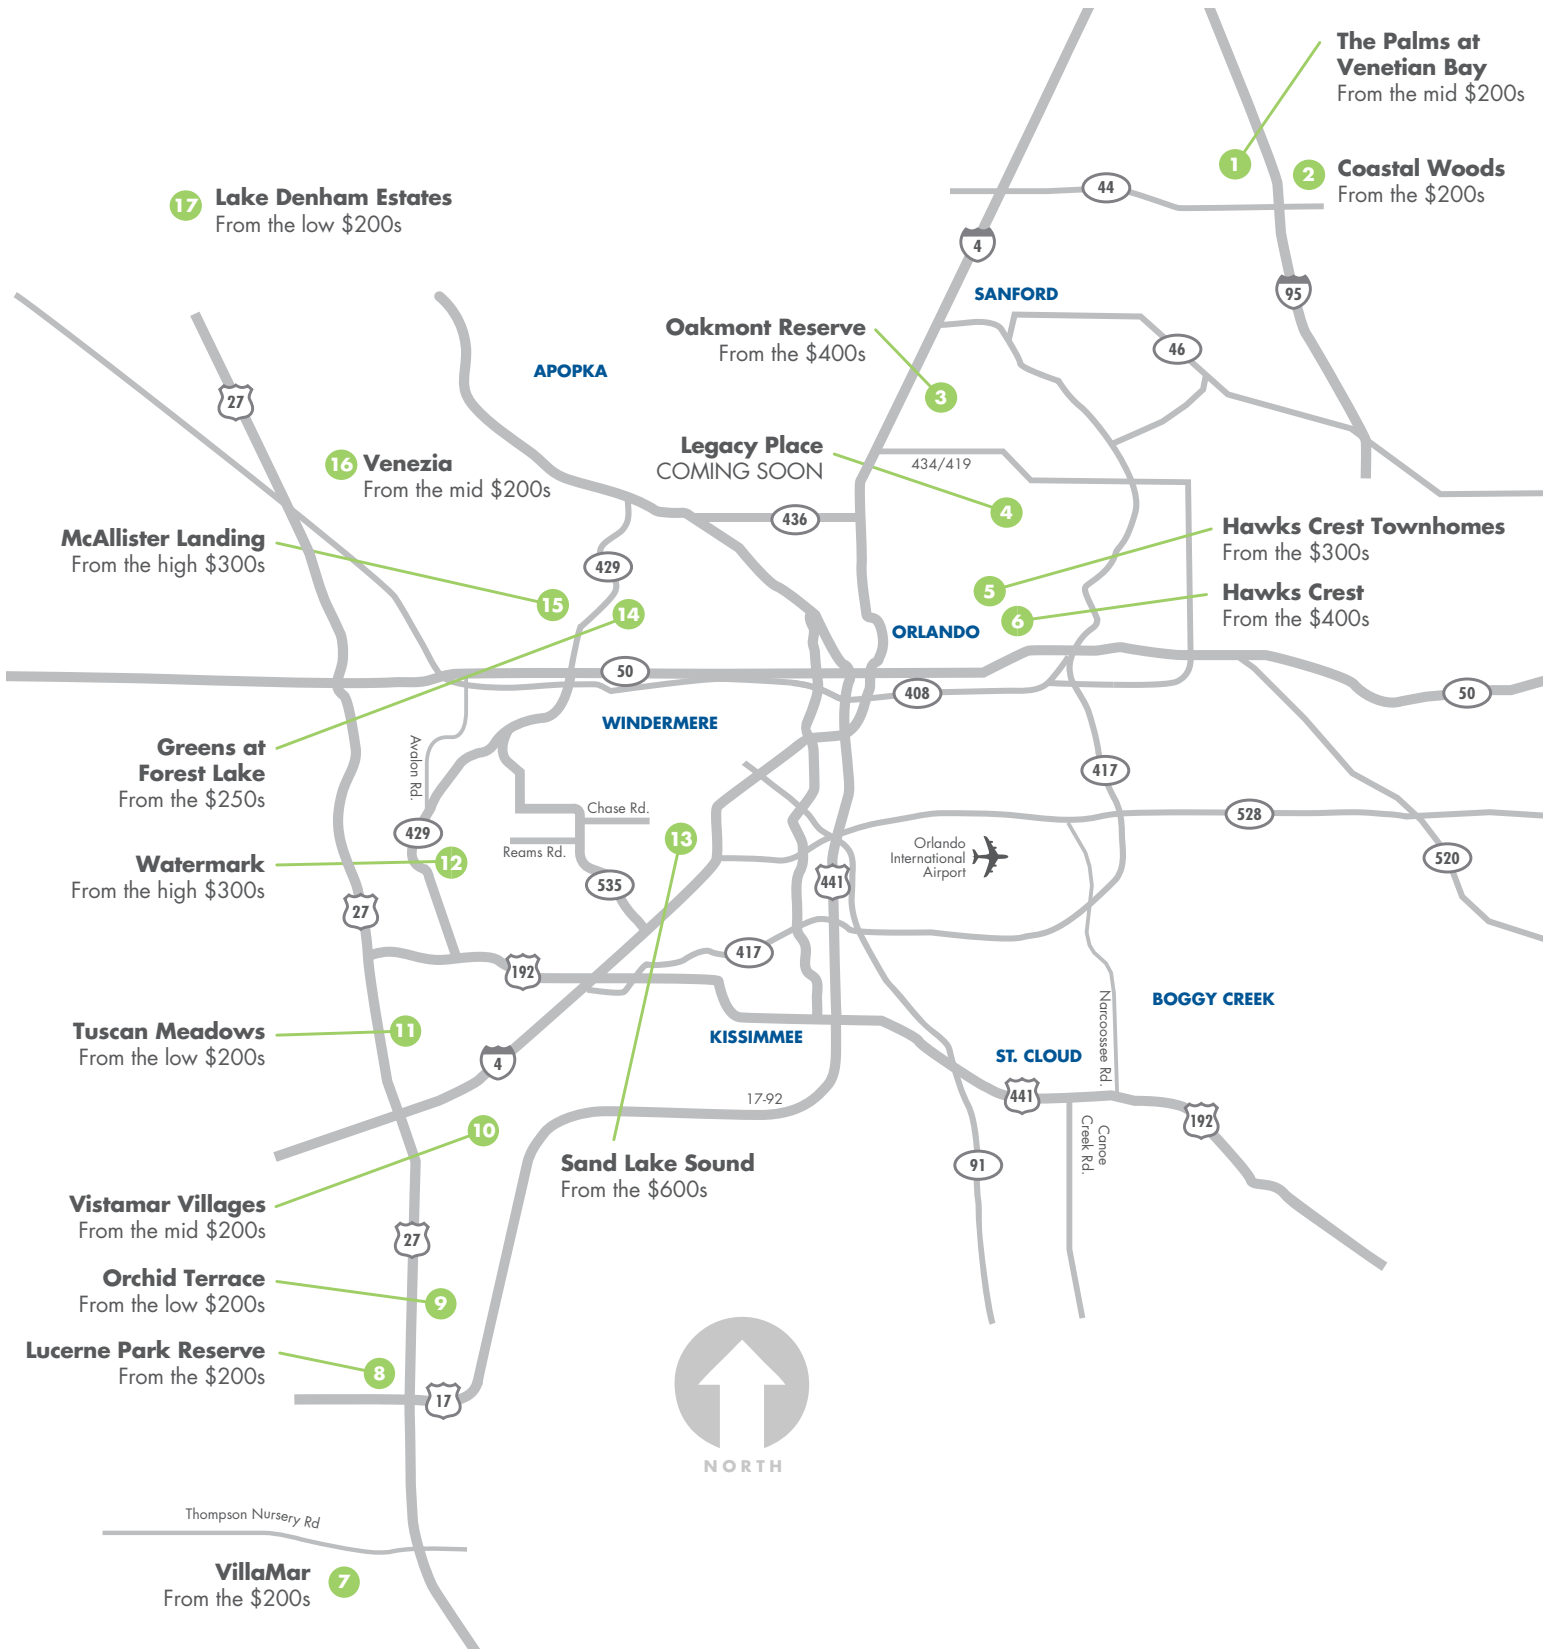 The Palms at
Venetian Bay
From the mid $200s
1
2
Coastal Woods
From the $200s
44
17
Lake Denham Estates
From the low $200s
4
95
SANFORD
Oakmont Reserve
From the $400s
46
APOPKA
27
3
Legacy Place
COMING SOON
434/419
16
Venezia
From the mid $200s
4
436
McAllister Landing
From the high $300s
429
Hawks Crest Townhomes
From the $300s
15
14
5
6
Hawks Crest
From the $400s
ORLANDO
50
408
50
WINDERMERE
Greens at
Forest Lake
From the $250s
Avalon Rd.
417
Chase Rd.
528
429
13
Reams Rd.
Orlando
International
Airport
Watermark
From the high $300s
12
535
441
520
27
417
192
Narcoossee Rd.
BOGGY CREEK
Tuscan Meadows
From the low $200s
11
KISSIMMEE
ST. CLOUD
4
17-92
441
192
10
Canoe
Creek Rd.
Sand Lake Sound
From the $600s
91
Vistamar Villages
From the mid $200s
27
Orchid Terrace
From the low $200s
9
Lucerne Park Reserve
From the $200s
8
17
NORTH
Thompson Nursery Rd
VillaMar
From the $200s
7